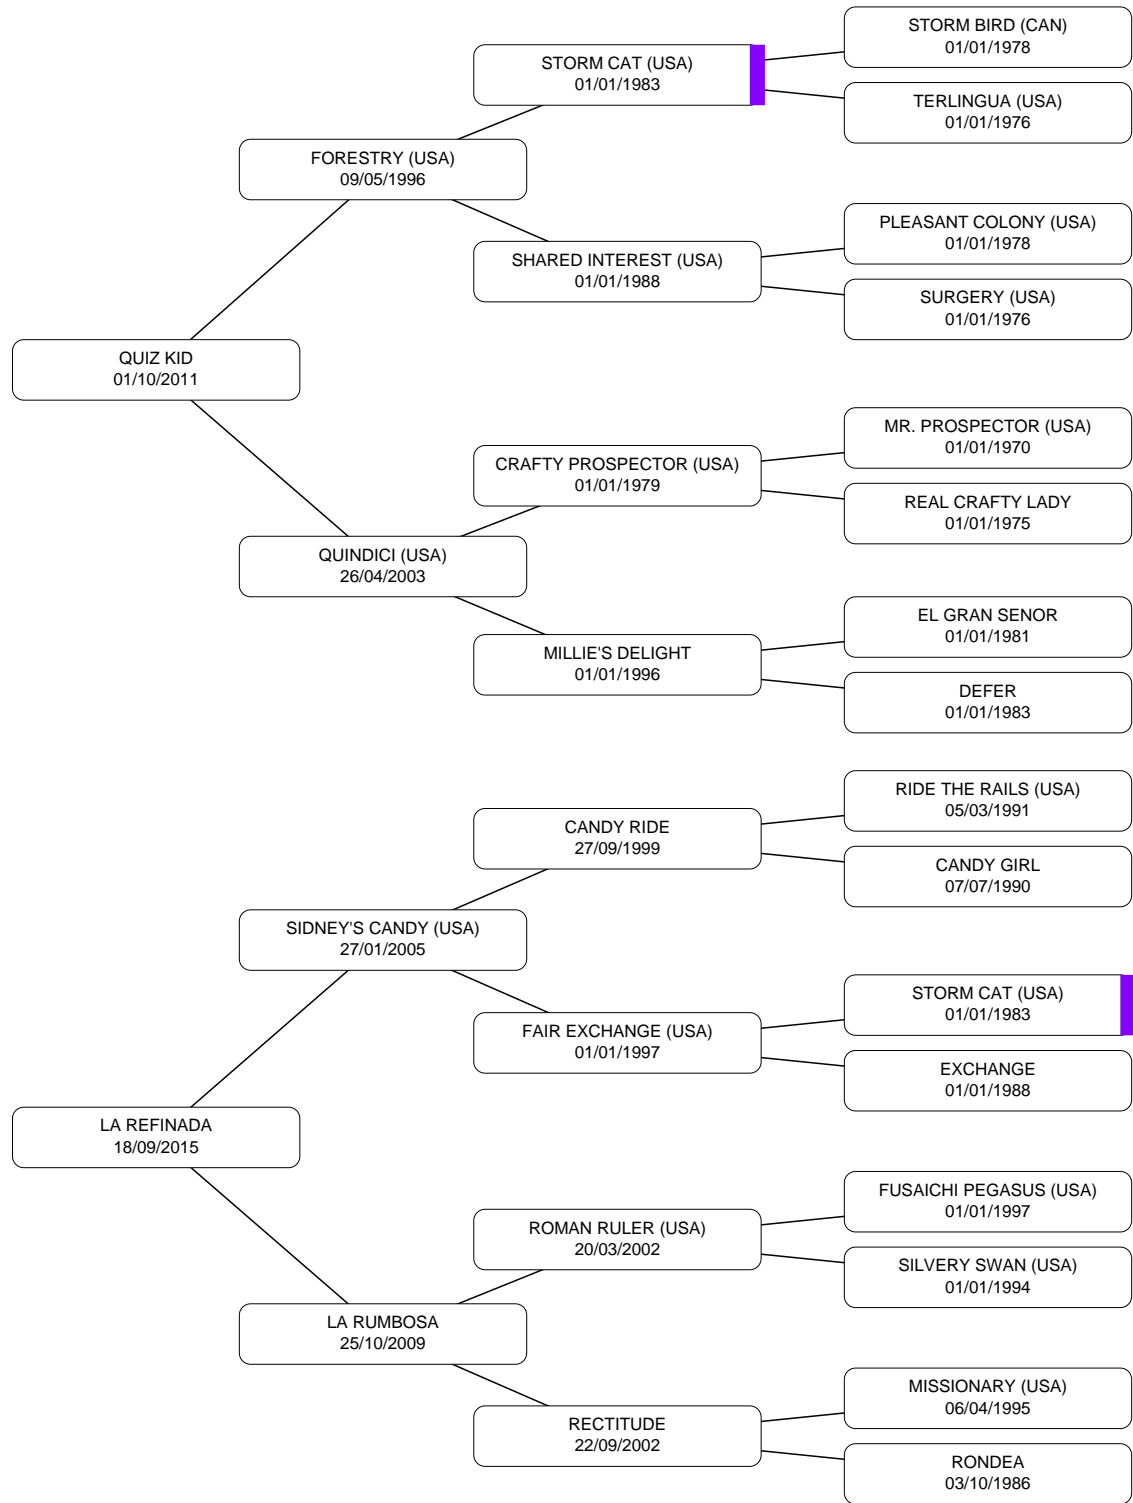 STORM BIRD (CAN)
01/01/1978
STORM CAT (USA)
01/01/1983
TERLINGUA (USA)
01/01/1976
FORESTRY (USA)
09/05/1996
PLEASANT COLONY (USA)
01/01/1978
SHARED INTEREST (USA)
01/01/1988
SURGERY (USA)
01/01/1976
QUIZ KID
01/10/2011
MR. PROSPECTOR (USA)
01/01/1970
CRAFTY PROSPECTOR (USA)
01/01/1979
REAL CRAFTY LADY
01/01/1975
QUINDICI (USA)
26/04/2003
EL GRAN SENOR
01/01/1981
MILLIE'S DELIGHT
01/01/1996
DEFER
01/01/1983
RIDE THE RAILS (USA)
05/03/1991
CANDY RIDE
27/09/1999
CANDY GIRL
07/07/1990
SIDNEY'S CANDY (USA)
27/01/2005
STORM CAT (USA)
01/01/1983
FAIR EXCHANGE (USA)
01/01/1997
EXCHANGE
01/01/1988
LA REFINADA
18/09/2015
FUSAICHI PEGASUS (USA)
01/01/1997
ROMAN RULER (USA)
20/03/2002
SILVERY SWAN (USA)
01/01/1994
LA RUMBOSA
25/10/2009
MISSIONARY (USA)
06/04/1995
RECTITUDE
22/09/2002
RONDEA
03/10/1986